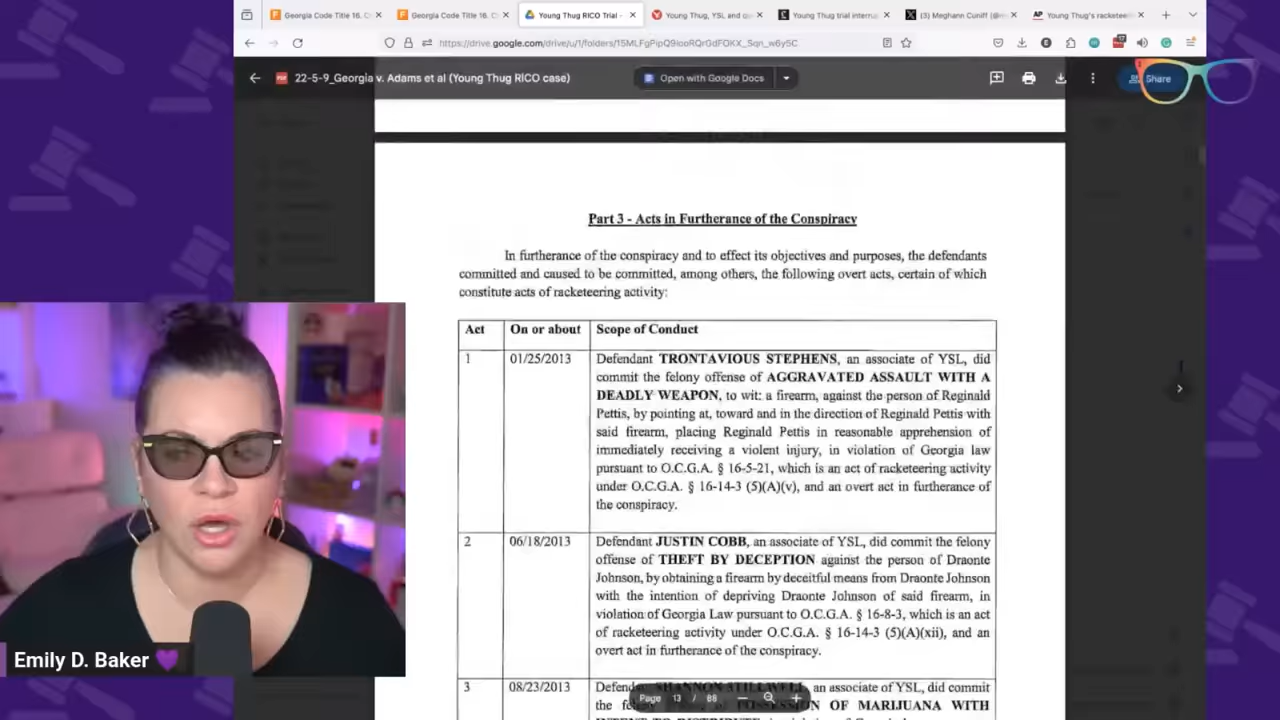 Georgia Code Title 16. C
Georgia Code Title 16. C
Young Thug RICO Trial -
Young Thug, YSL and
Young Thug trial interrup
(3) Meghann Cuniff
AP Young's racketeer
22-5-9_Georgia v. Adams et al (Young Thug RICO case)
Open with Google Docs
Share
Part 3 - Acts in Furtherance of the Conspiracy
In furtherance of the conspiracy and to effect its objectives and purposes, the defendants
committed and caused to be committed, among others, the following overt acts, certain of which
constitute acts of racketeering activity:
Act On or about Scope of Conduct
1 01/25/2013 Defendant TRONTAVIOUS STEPHENS, an associate of YSL, did
commit the felony offense of AGGRAVATED ASSAULT WITH A
DEADLY WEAPON, to wit: a firearm, against the person of Reginald
Pettis, by pointing at, toward and in the direction of Reginald Pettis with
said firearm, placing Reginald Pettis in reasonable apprehension of
immediately receiving a violent injury, in violation of Georgia law
pursuant to O.C.G.A. § 16-5-21, which is an act of racketeering activity
under O.C.G.A. § 16-14-3 (5)(A)(v), and an overt act in furtherance of
the conspiracy.
2 06/18/2013 Defendant JUSTIN COBB, an associate of YSL, did commit the felony
offense of THEFT BY DECEPTION against the person of Draonte
Johnson, by obtaining a firearm by deceitful means from Draonte Johnson
with the intention of depriving Draonte Johnson of said firearm, in
violation of Georgia Law pursuant to O.C.G.A. § 16-8-3, which is an act
of racketeering activity under O.C.G.A. § 16-14-3 (5)(A)(xii), and an
overt act in furtherance of the conspiracy.
3 08/23/2013 Defend SHANNON STILLWELL, an associate of YSL, did commit
the fel POSSESSION OF MARIJUANA WITH
Page 13 / 88
Emily D. Baker 💜